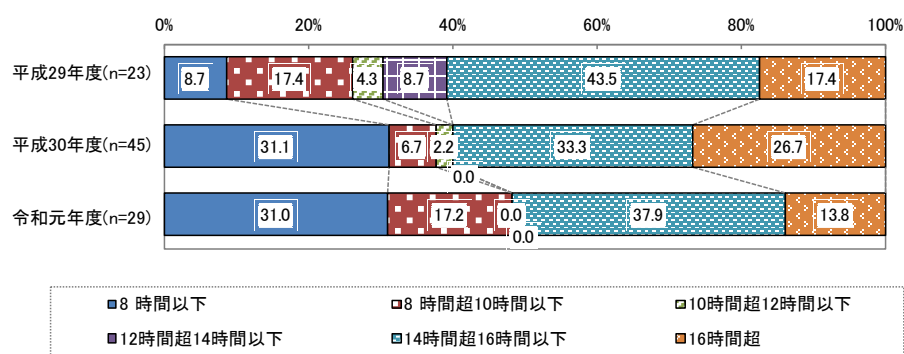 0% 20% 40% 60% 80% 100%
平成29年度(n=23) 8.7 17.4 4.3 8.7 43.5 17.4
平成30年度(n=45) 31.1 6.7 2.2 0.0 33.3 26.7
令和元年度(n=29) 31.0 17.2 0.0 0.0 37.9 13.8
8 時間以下 8 時間超10時間以下 10時間超12時間以下
12時間超14時間以下 14時間超16時間以下 16時間超